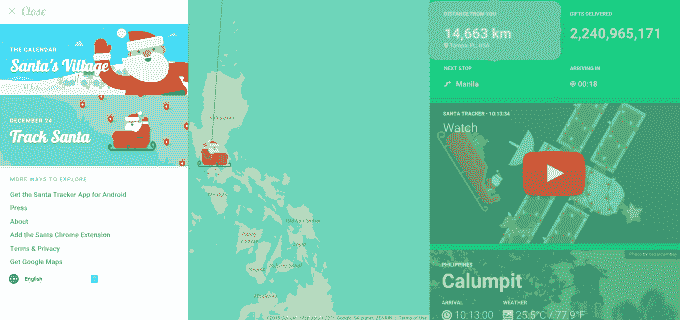 × Close
THE CALENDAR
Santa's Village
DECEMBER 24
Track Santa
MORE WAYS TO EXPLORE
Get the Santa Tracker App for Android
Press
About
Add the Santa Chrome Extension
Terms & Privacy
Get Google Maps
English
DISTANCE FROM YOU
14,663 km
GIFTS DELIVERED
2,240,965,171
NEXT STOP
Manila
ARRIVING IN
00:18
SANTA TRACKER - 10:12:34
Watch
PHILIPPINES
Calumpit
ARRIVAL
10:13:00
WEATHER
25.5°C / 77.9°F